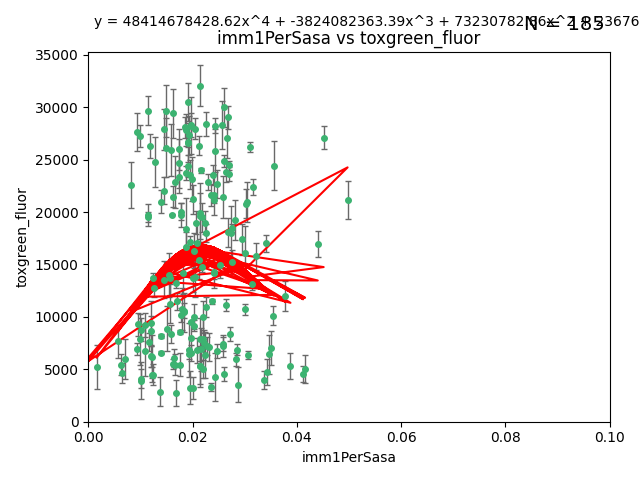 y = 48414678428.62x^4 + -3824082363.39x^3 +
N = 183
imm1PerSasa vs toxgreen_fluor
35000
30000
25000
20000
15000
10000
5000
0
toxgreen_fluor
0.00 0.02 0.04 0.06 0.08 0.10
imm1PerSasa